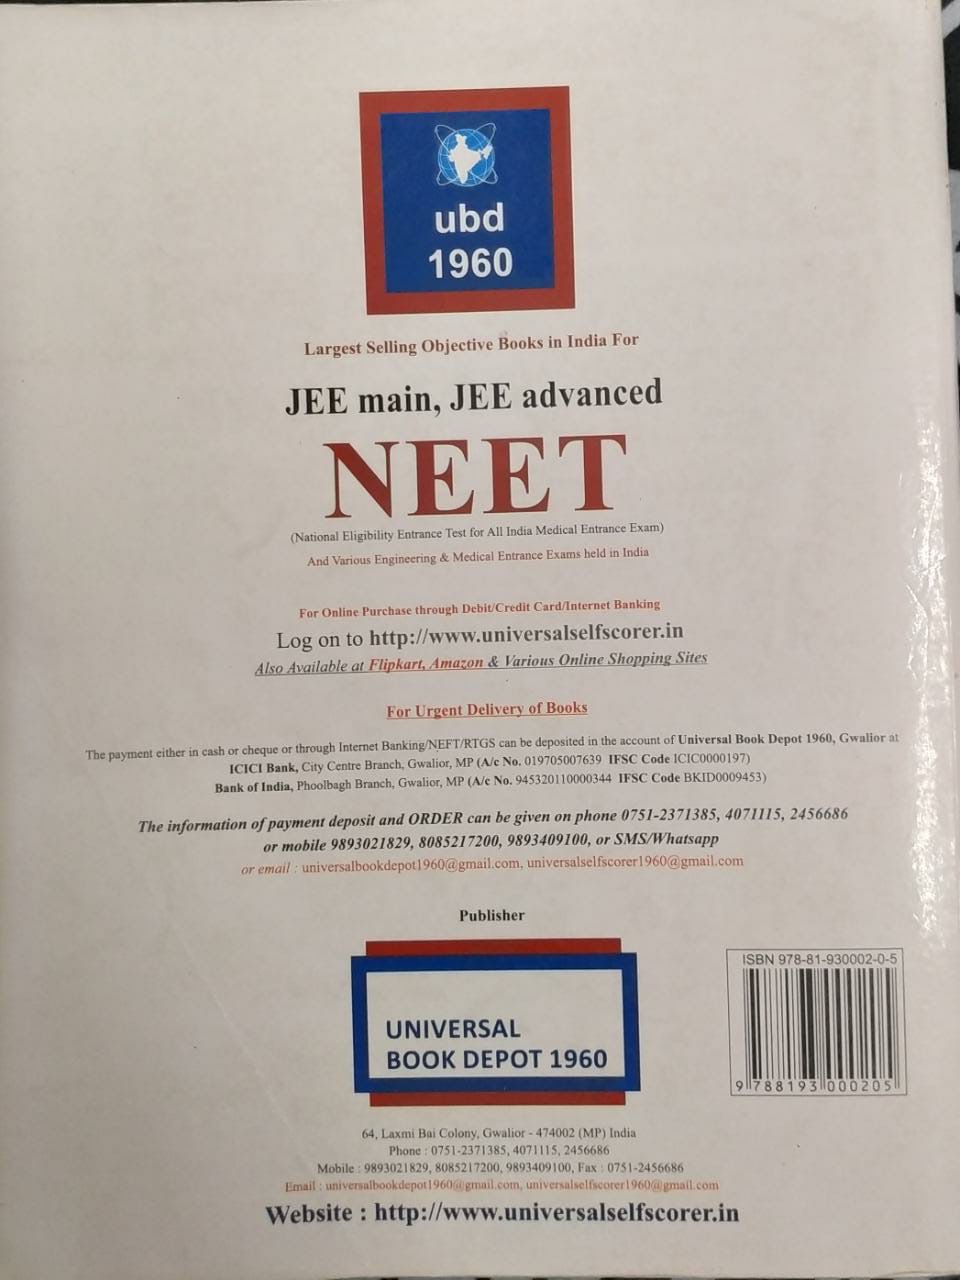 ubd
1960
Largest Selling Objective Books in India For
JEE main, JEE advanced
NEET
(National Eligibility Entrance Test for All India Medical Entrance Exam)
And Various Engineering & Medical Entrance Exams held in India
For Online Purchase through Debit/Credit Card/Internet Banking
Log on to http://www.universalselfscorer.in
Also Available at Flipkart, Amazon & Various Online Shopping Sites
For Urgent Delivery of Books
The payment either in cash or cheque or through Internet Banking/NEFT/RTGS can be deposited in the account of Universal Book Depot 1960, Gwalior at
ICICI Bank, City Centre Branch, Gwalior, MP (A/c No. 019705007639 IFSC Code ICIC0000197)
Bank of India, Phoolbagh Branch, Gwalior, MP (A/c No. 945320110000344 IFSC Code BKID0009453)
The information of payment deposit and ORDER can be given on phone 0751-2371385, 4071115, 2456686
or mobile 9893021829, 8085217200, 9893409100, or SMS/Whatsapp
or email : universalbookdepot1960@gmail.com, universalselfscorer1960@gmail.com
Publisher
UNIVERSAL
BOOK DEPOT 1960
ISBN 978-81-930002-0-5
9 788193 000205
64, Laxmi Bai Colony, Gwalior - 474002 (MP) India
Phone : 0751-2371385, 4071115, 2456686
Mobile : 9893021829, 8085217200, 9893409100, Fax : 0751-2456686
Email : universalbookdepot1960@gmail.com, universalselfscorer1960@gmail.com
Website : http://www.universalselfscorer.in